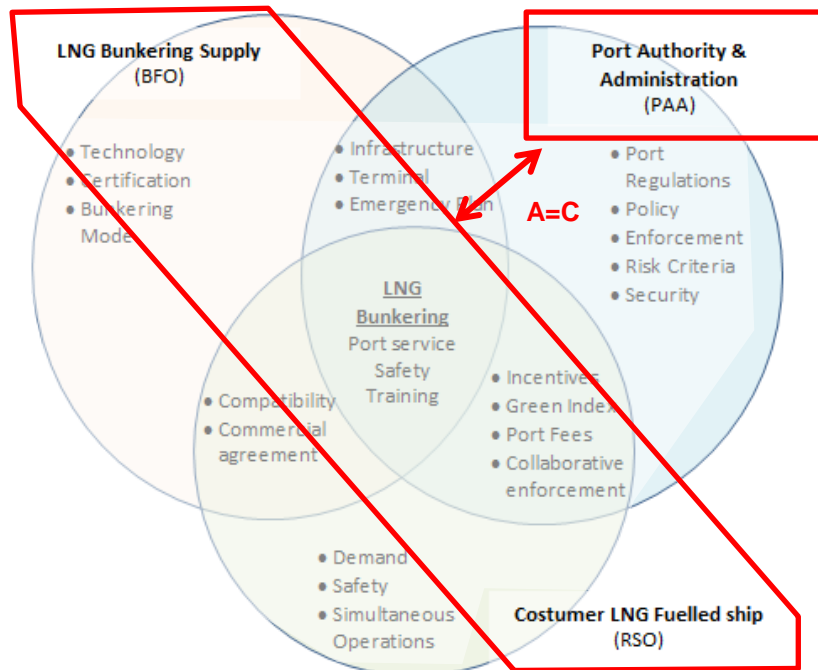 LNG Bunkering Supply
(BFO)
Port Authority &
Administration
(PAA)
• Technology
• Certification
• Bunkering
Mode
• Infrastructure
• Terminal
• Emergency Plan
• Port
Regulations
• Policy
• Enforcement
• Risk Criteria
• Security
A=C
LNG
Bunkering
Port service
Safety
Training
• Compatibility
• Commercial
agreement
• Incentives
• Green Index
• Port Fees
• Collaborative
enforcement
• Demand
• Safety
• Simultaneous
Operations
Costumer LNG Fuelled ship
(RSO)